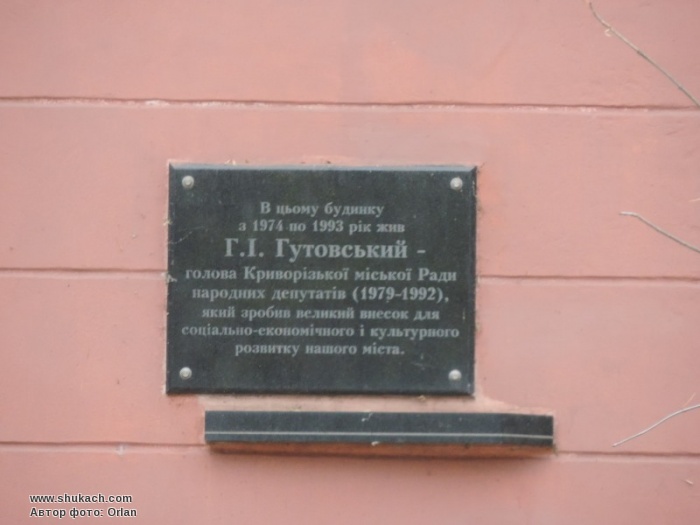 В цьому будинку
з 1974 по 1993 рік жив
Г.І. Гутовський -
голова Криворізької міської Ради
народних депутатів (1979-1992),
який зробив великий внесок для
соціально-економічного і культурного
розвитку нашого міста.
www.shukach.com
Автор фото: Orlan